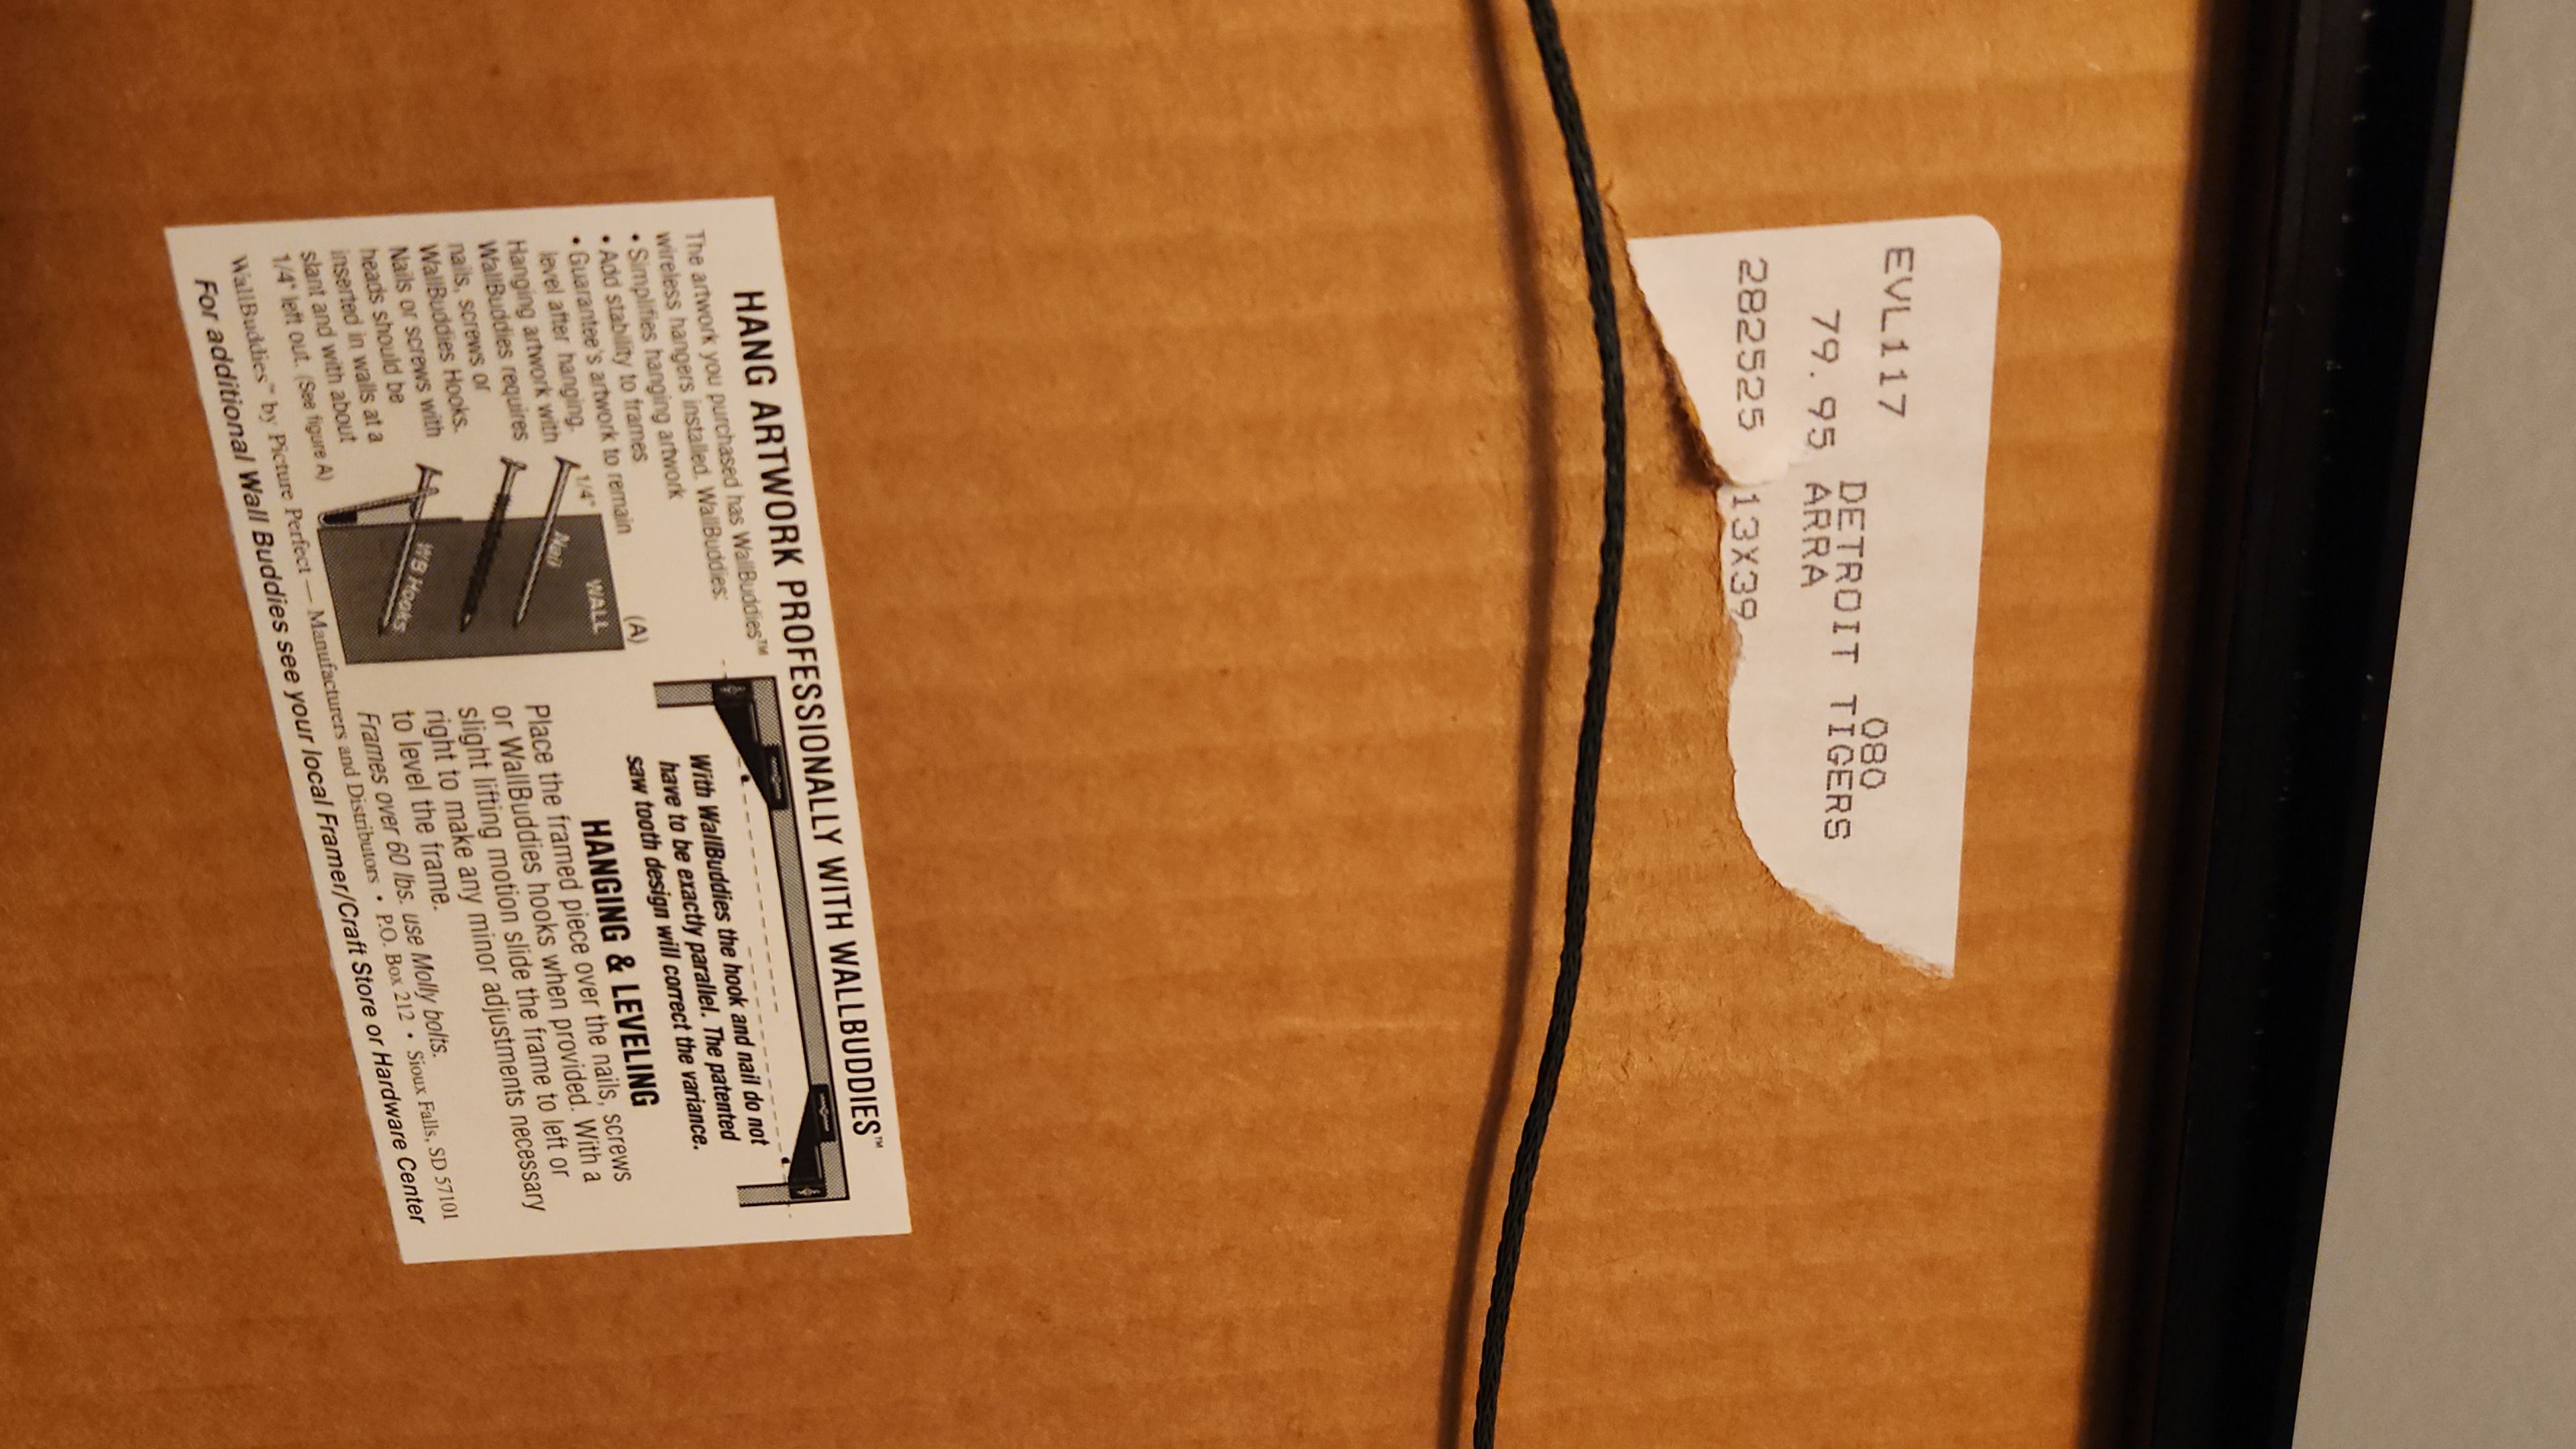 EVL117 080
79.95 DETROIT TIGERS
ARRA
282525 13X39
HANG ARTWORK PROFESSIONALLY WITH WALLBUDDIES™
The artwork you purchased has WallBuddies™
wireless hangers installed. WallBuddies:
• Simplifies hanging artwork
• Add stability to frames
• Guarantee's artwork to remain
level after hanging.
Hanging artwork with
WallBuddies requires
nails, screws or
WallBuddies Hooks.
Nails or screws with
heads should be
inserted in walls at a
slant and with about
1/4" left out. (See figure A)
1/4"
(A)
WALL
Nail
W/B Hooks
With WallBuddies the hook and nail do not
have to be exactly parallel. The patented
saw tooth design will correct the variance.
HANGING & LEVELING
Place the framed piece over the nails, screws
or WallBuddies hooks when provided. With a
slight lifting motion slide the frame to left or
right to make any minor adjustments necessary
to level the frame.
Frames over 60 lbs. use Molly bolts.
WallBuddies™ by Picture Perfect — Manufacturers and Distributors • P.O. Box 212 • Sioux Falls, SD 57101
For additional Wall Buddies see your local Framer/Craft Store or Hardware Center